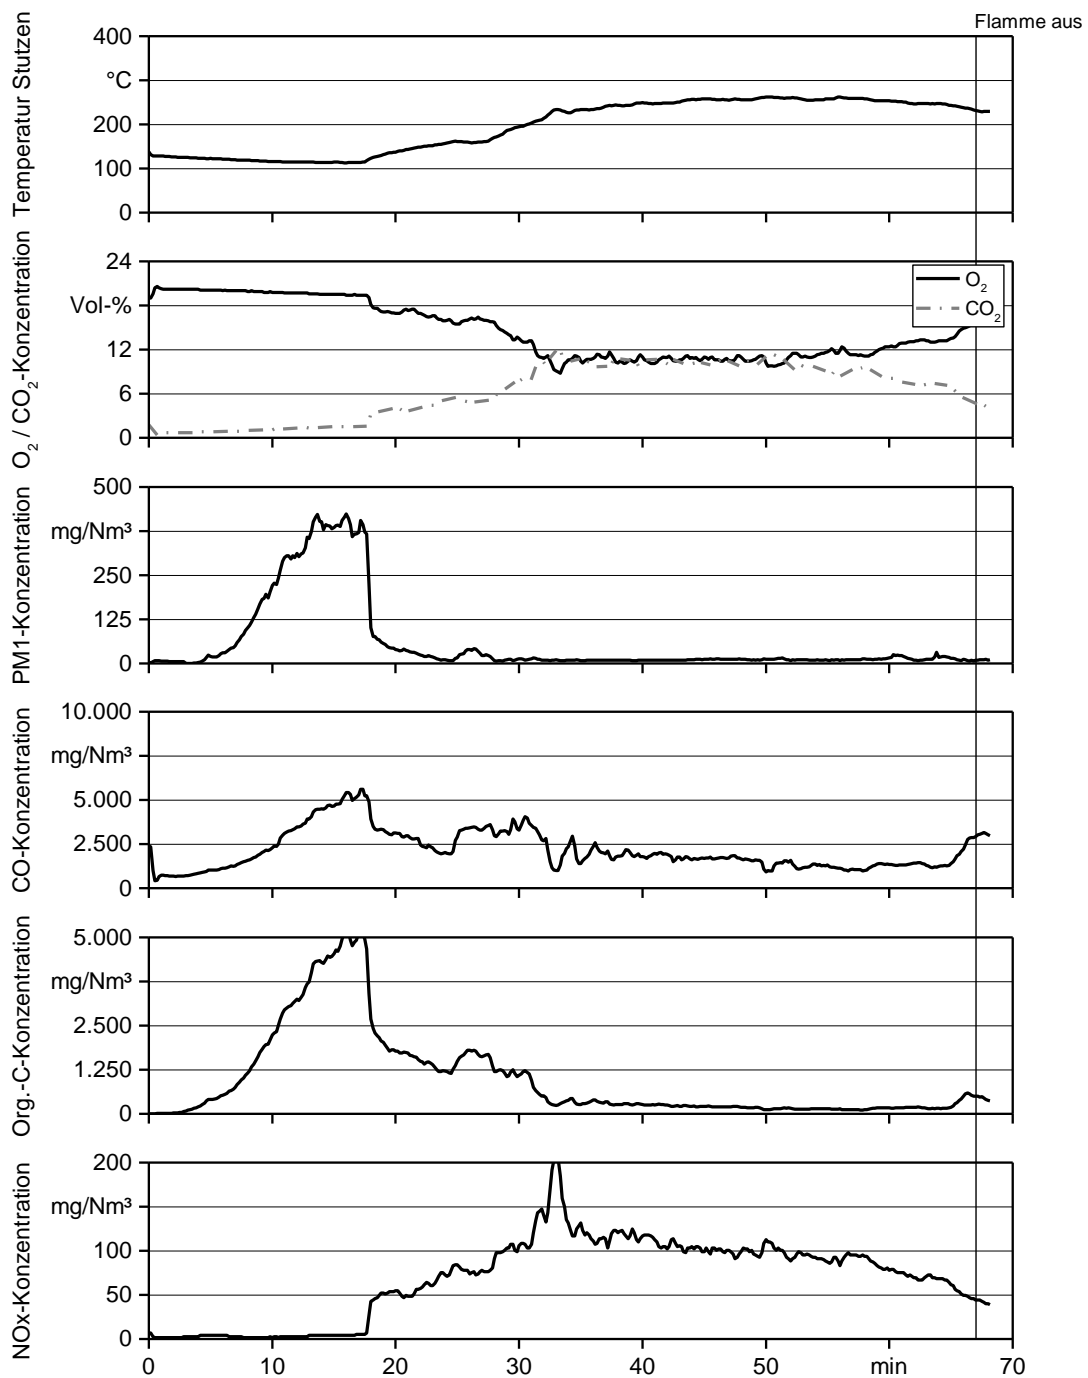 Flamme aus
Temperatur Stutzen
400
°C
200
100
0
O₂ / CO₂-Konzentration
24
Vol-%
12
6
0
O₂
CO₂
PM1-Konzentration
500
mg/Nm³
250
125
0
CO-Konzentration
10.000
mg/Nm³
5.000
2.500
0
Org.-C-Konzentration
5.000
mg/Nm³
2.500
1.250
0
NOx-Konzentration
200
mg/Nm³
100
50
0
0 10 20 30 40 50 min 70